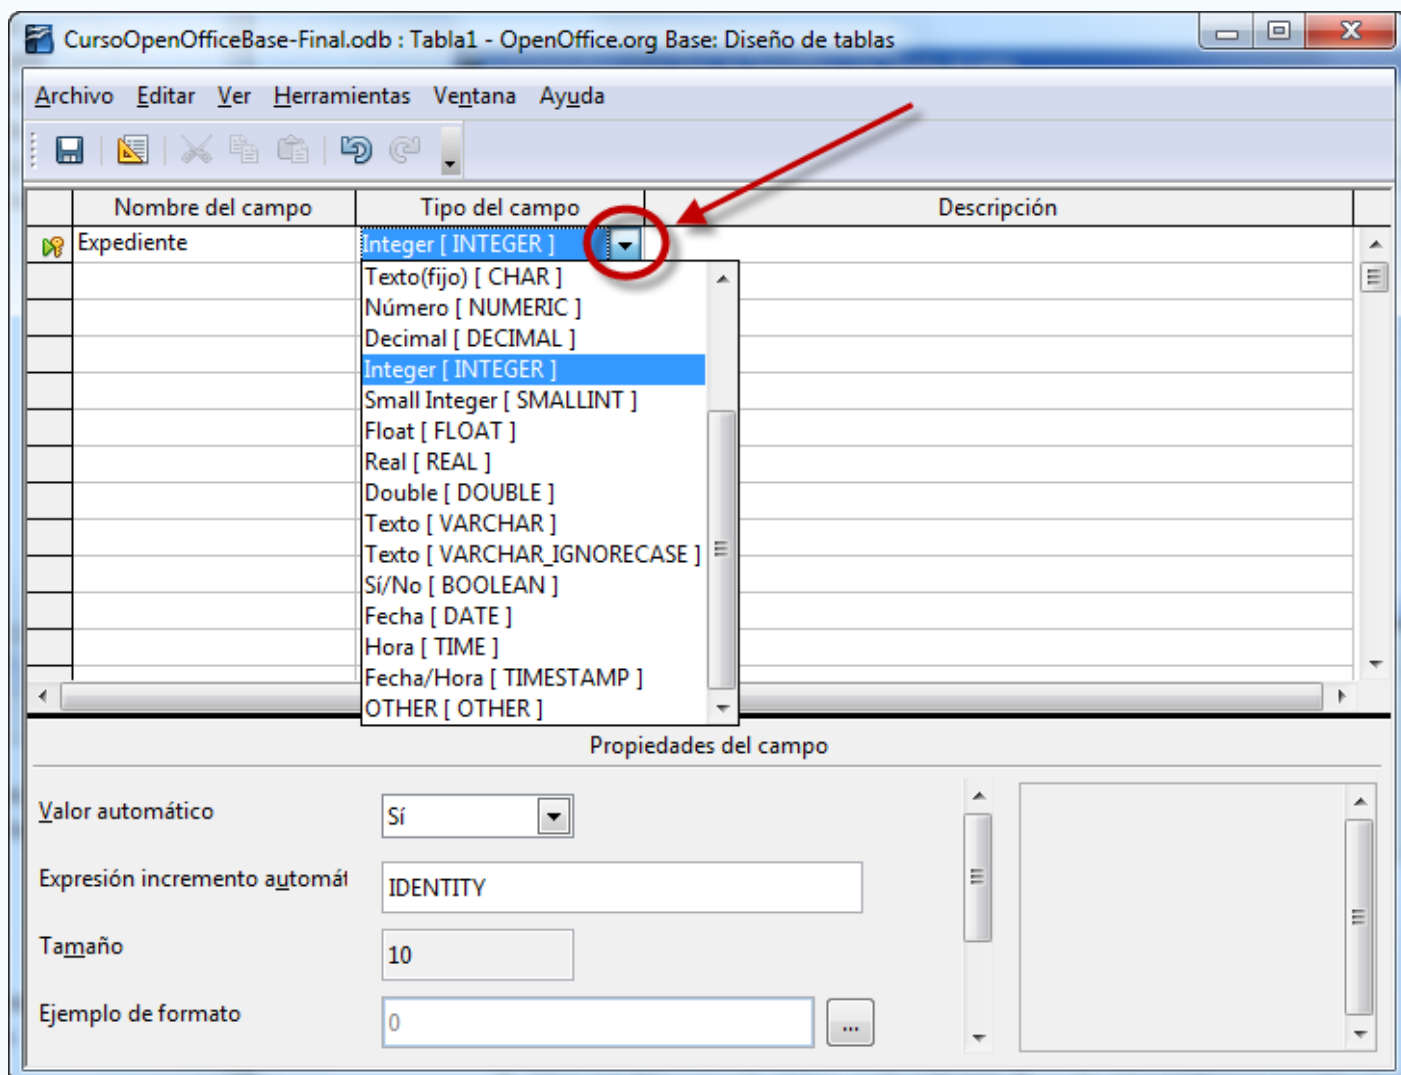 CursoOpenOfficeBase-Final.odb : Tabla1 - OpenOffice.org Base: Diseño de tablas
Archivo Editar Ver Herramientas Ventana Ayuda
Nombre del campo Tipo del campo Descripción
Expediente Integer [ INTEGER ]
Texto(fijo) [ CHAR ]
Número [ NUMERIC ]
Decimal [ DECIMAL ]
Integer [ INTEGER ]
Small Integer [ SMALLINT ]
Float [ FLOAT ]
Real [ REAL ]
Double [ DOUBLE ]
Texto [ VARCHAR ]
Texto [ VARCHAR_IGNORECASE ]
Sí/No [ BOOLEAN ]
Fecha [ DATE ]
Hora [ TIME ]
Fecha/Hora [ TIMESTAMP ]
OTHER [ OTHER ]
Propiedades del campo
Valor automático Sí
Expresión incremento automát IDENTITY
Tamaño 10
Ejemplo de formato 0 ...